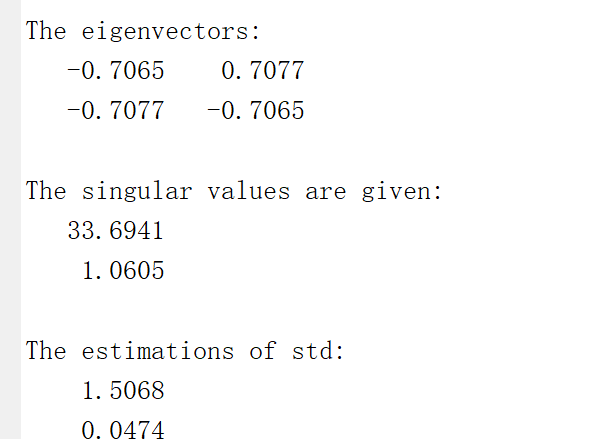 The eigenvectors:
-0.7065 0.7077
-0.7077 -0.7065
The singular values are given:
33.6941
1.0605
The estimations of std:
1.5068
0.0474